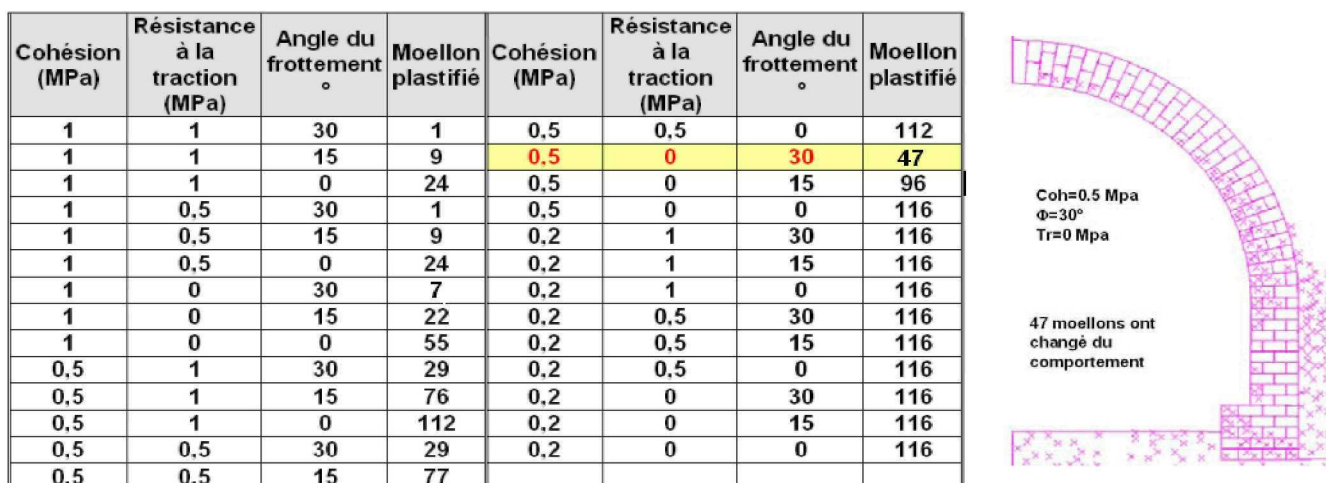 Cohésion (MPa) Résistance à la traction (MPa) Angle du frottement ° Moellon plastifié Cohésion (MPa) Résistance à la traction (MPa) Angle du frottement ° Moellon plastifié
1 1 30 1 0,5 0,5 0 112
1 1 15 9 0.5 0 30 47
1 1 0 24 0,5 0 15 96
1 0,5 30 1 0,5 0 0 116
1 0,5 15 9 0,2 1 30 116
1 0,5 0 24 0,2 1 15 116
1 0 30 7 0,2 1 0 116
1 0 15 22 0,2 0,5 30 116
1 0 0 55 0,2 0,5 15 116
0,5 1 30 29 0,2 0,5 0 116
0,5 1 15 76 0,2 0 30 116
0,5 1 0 112 0,2 0 15 116
0,5 0,5 30 29 0,2 0 0 116
0,5 0,5 15 77
Coh=0.5 Mpa
Φ=30°
Tr=0 Mpa
47 moellons ont
changé du
comportement